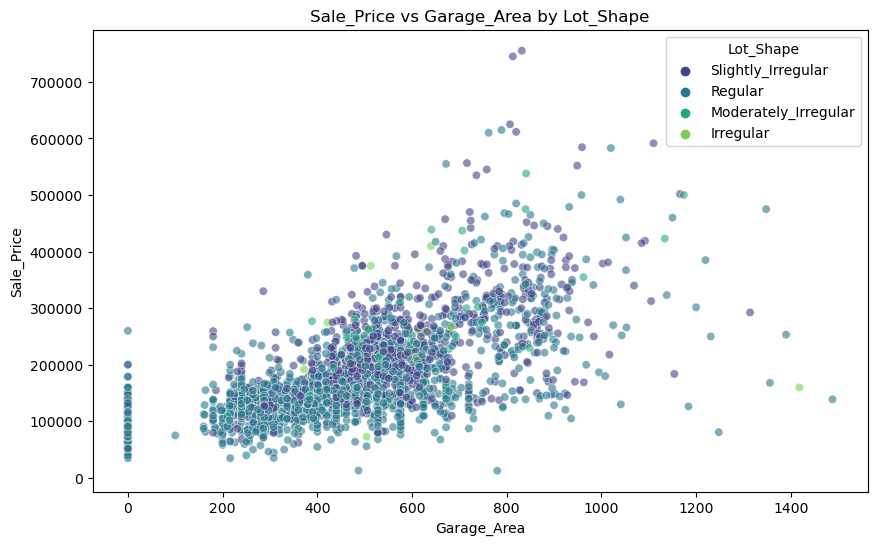 Sale_Price vs Garage_Area by Lot_Shape
Lot_Shape
Slightly_Irregular
Regular
Moderately_Irregular
Irregular
700000
600000
500000
400000
300000
200000
100000
0
Sale_Price
0 200 400 600 800 1000 1200 1400
Garage_Area